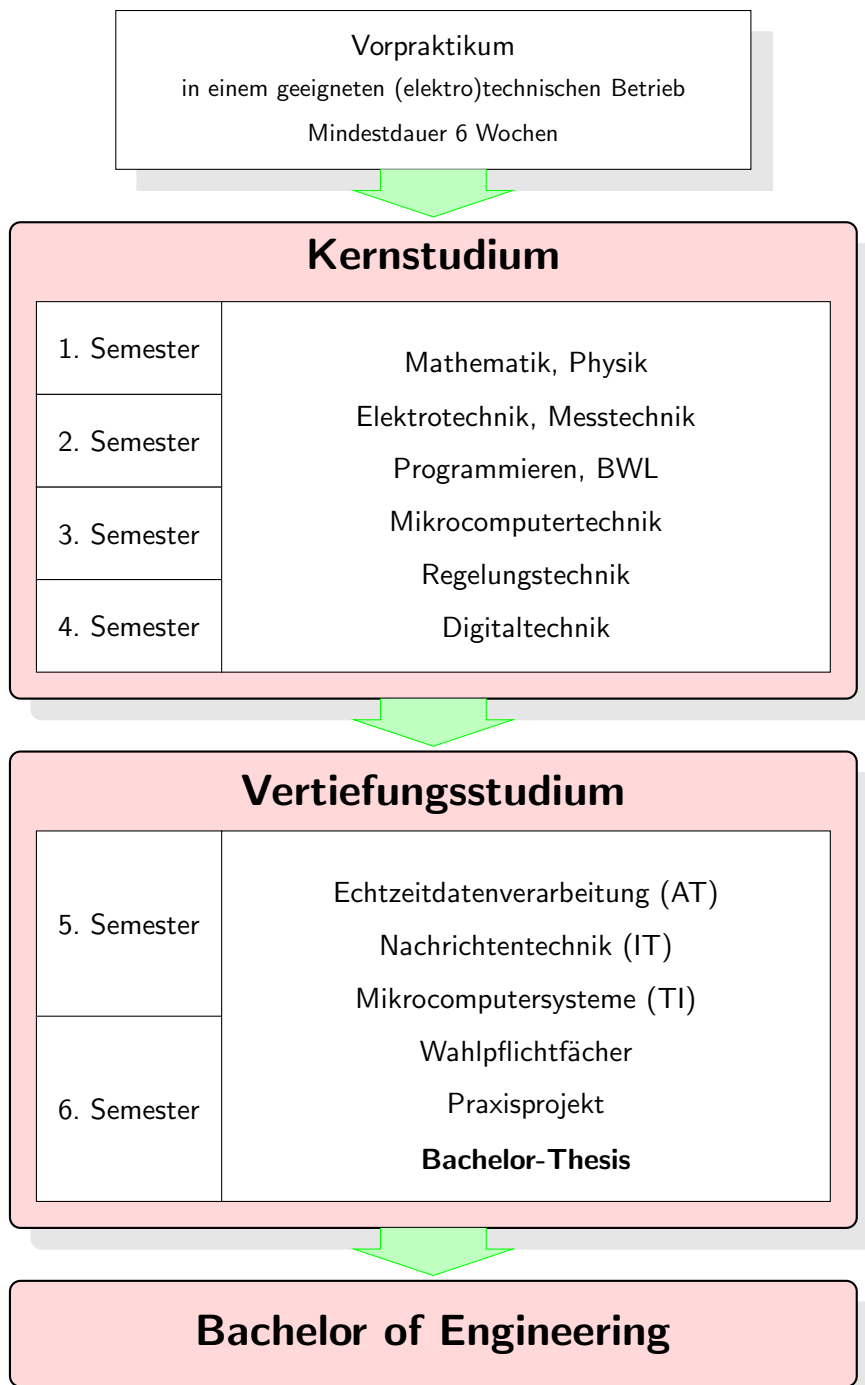 Vorpraktikum
in einem geeigneten (elektro)technischen Betrieb
Mindestdauer 6 Wochen
Kernstudium
1. Semester
2. Semester
3. Semester
4. Semester
Mathematik, Physik
Elektrotechnik, Messtechnik
Programmieren, BWL
Mikrocomputertechnik
Regelungstechnik
Digitaltechnik
Vertiefungsstudium
5. Semester
6. Semester
Echtzeitdatenverarbeitung (AT)
Nachrichtentechnik (IT)
Mikrocomputersysteme (TI)
Wahlpflichtfächer
Praxisprojekt
Bachelor-Thesis
Bachelor of Engineering